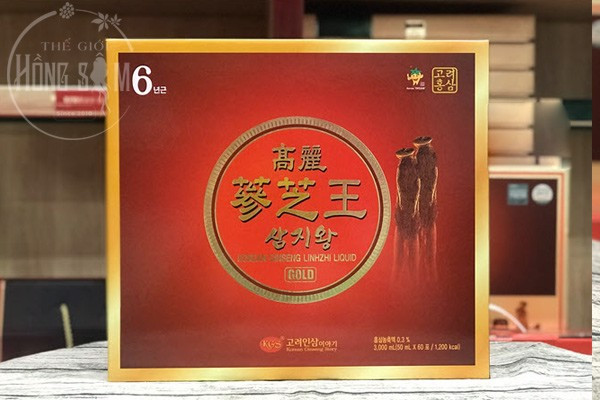 THẾ GIỚI
HỒNG SÂM
6년근
고려
홍삼
高麗
蔘芝王
삼지왕
KOREAN GINSENG LINHZHI LIQUID
GOLD
KGS 고려인삼이야기
Korean Ginseng Story
홍삼농축액 0.3 %
3,000 mL(50 mL X 60 포 / 1,200 kcal)